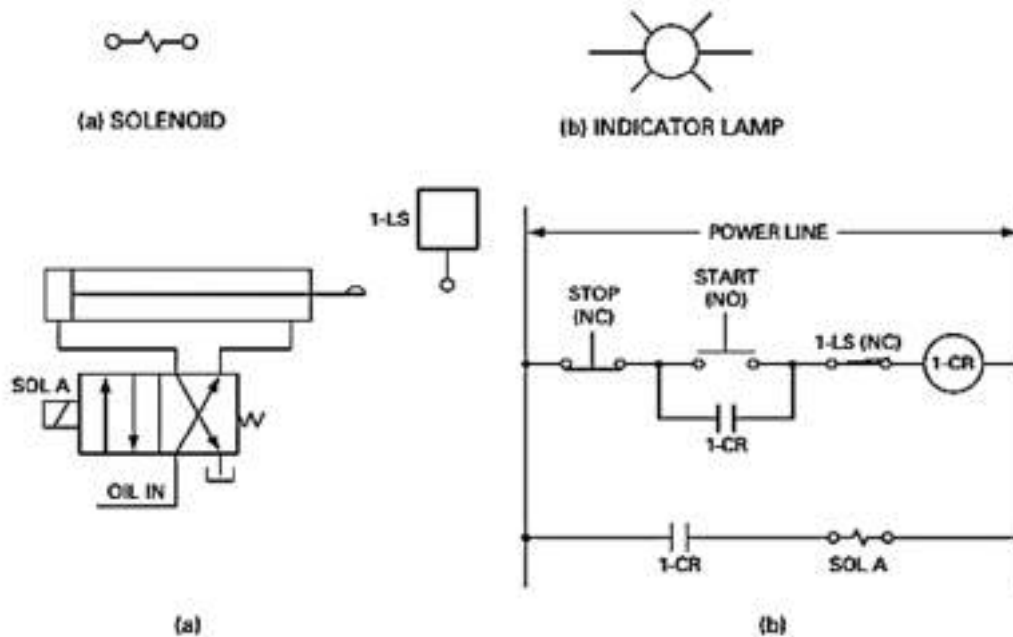 (a) SOLENOID
(b) INDICATOR LAMP
1-LS
SOL A
OIL IN
(a)
POWER LINE
STOP
(NC)
START
(NO)
1-LS (NC)
1-CR
1-CR
1-CR
SOL A
(b)